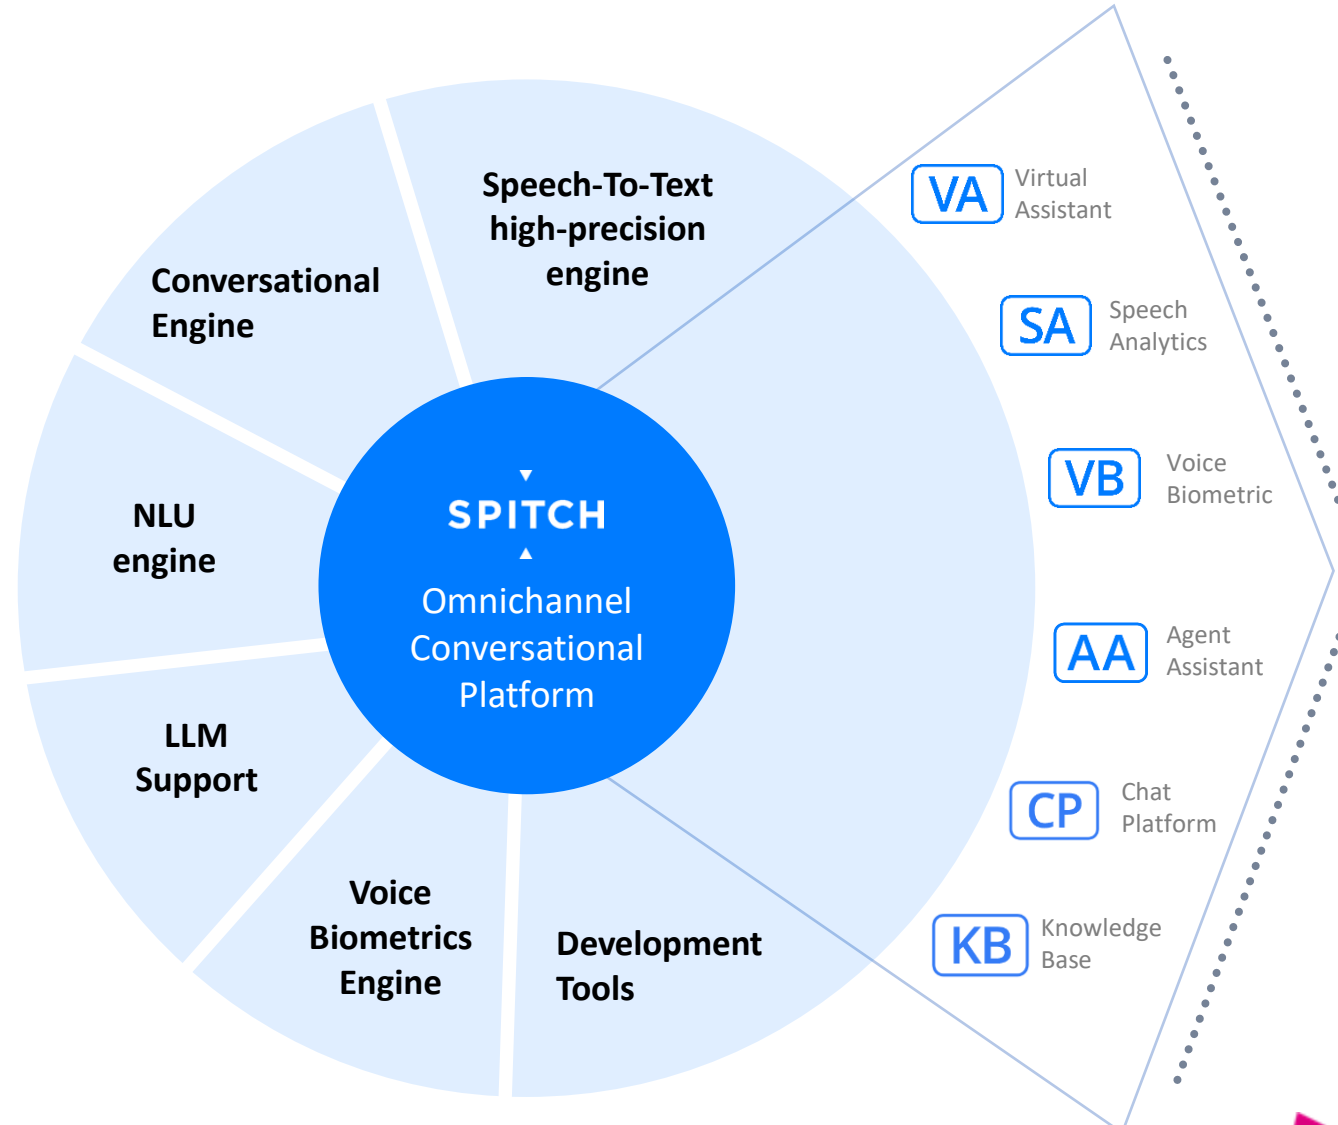 Speech-To-Text
high-precision
engine
Conversational
Engine
NLU
engine
LLM
Support
Voice
Biometrics
Engine
Development
Tools
SPITCH
Omnichannel
Conversational
Platform
VA
Virtual
Assistant
SA
Speech
Analytics
VB
Voice
Biometric
AA
Agent
Assistant
CP
Chat
Platform
KB
Knowledge
Base